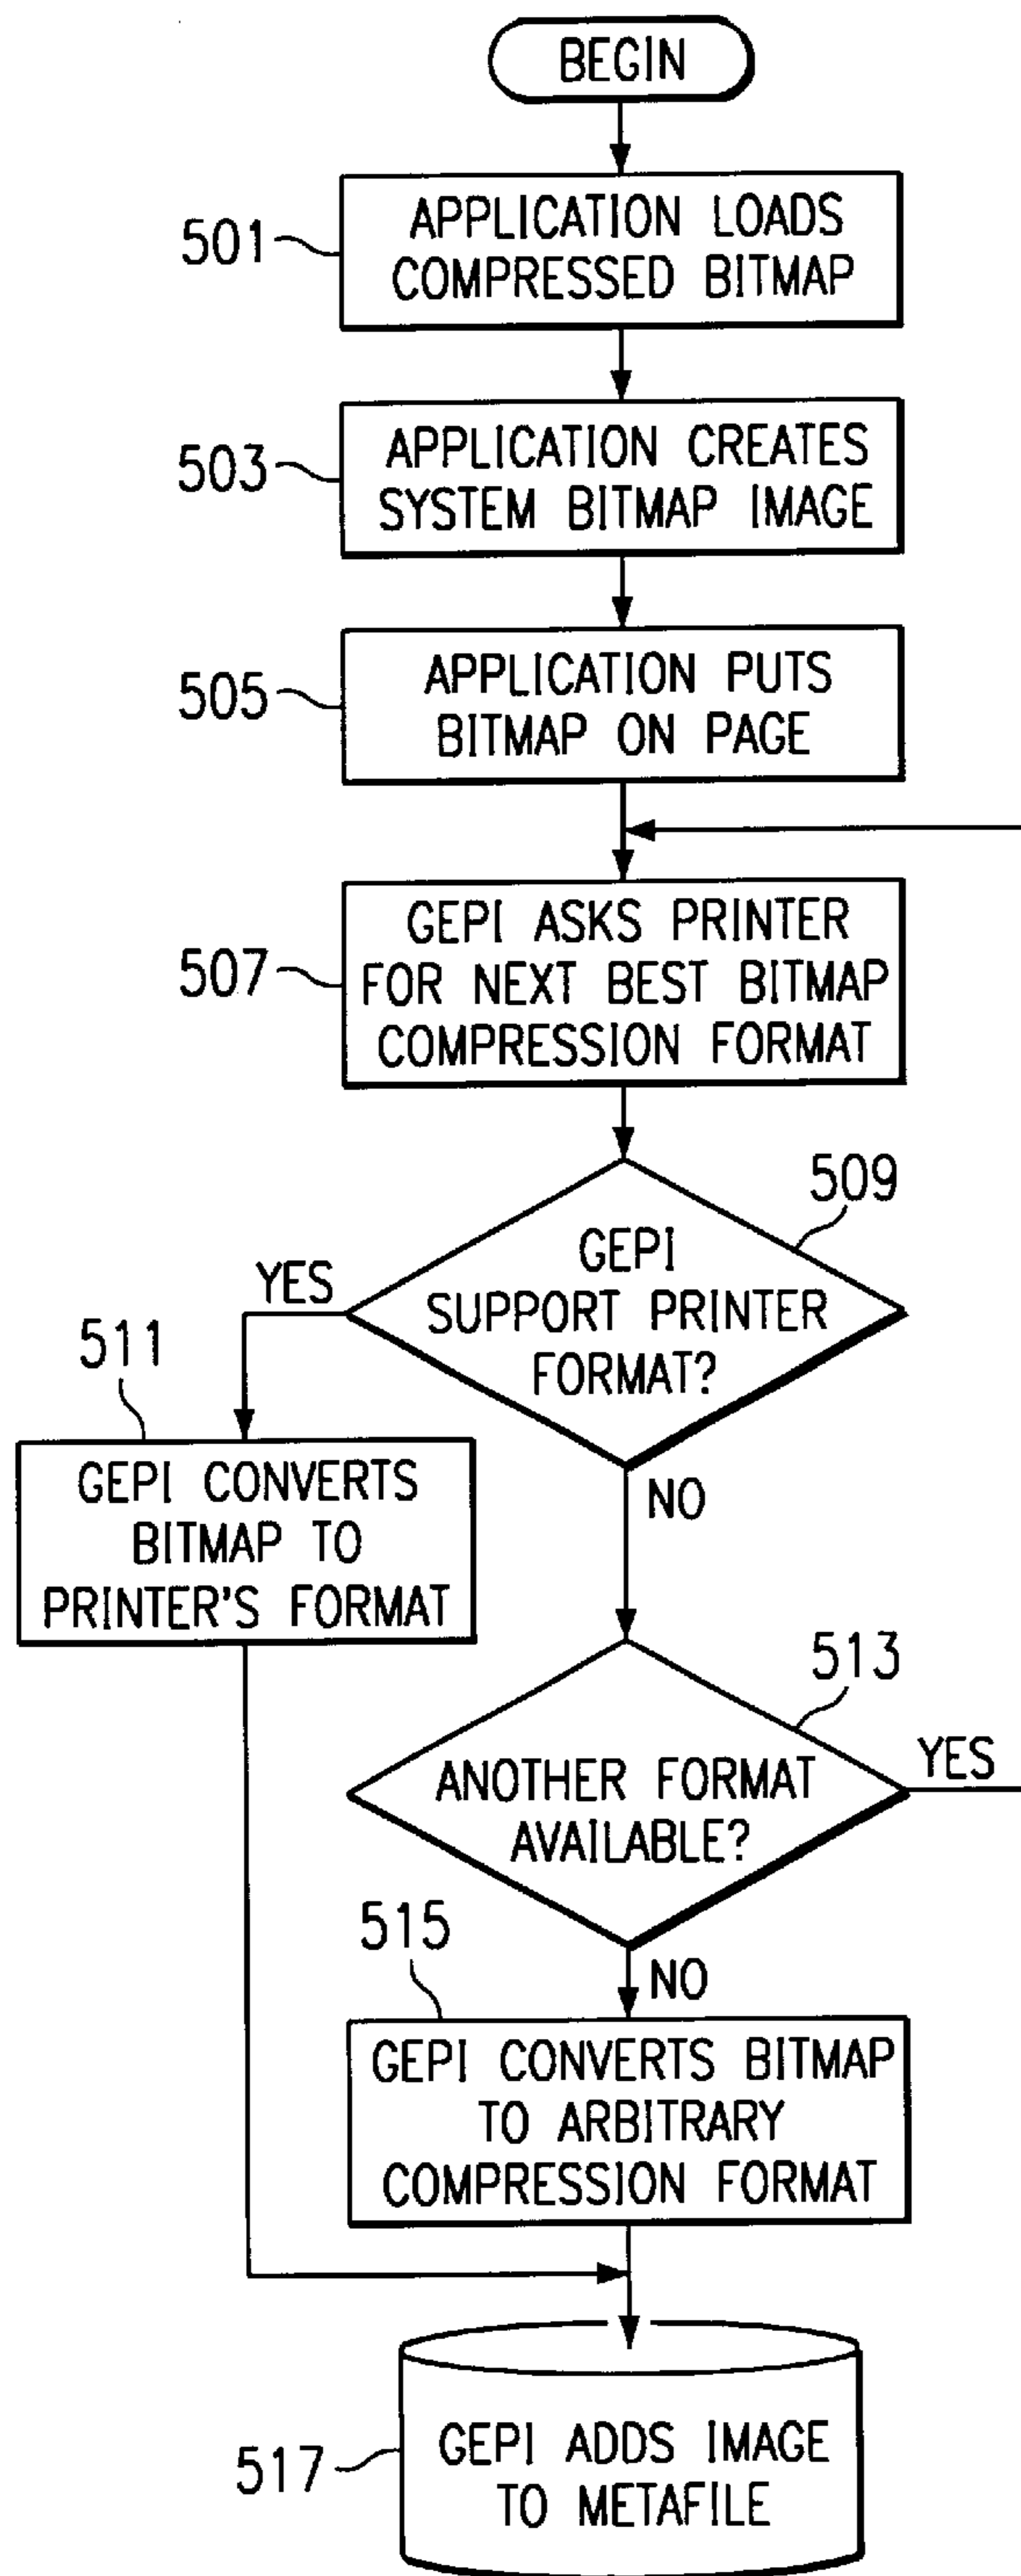 BEGIN
501
APPLICATION LOADS
COMPRESSED BITMAP
503
APPLICATION CREATES
SYSTEM BITMAP IMAGE
505
APPLICATION PUTS
BITMAP ON PAGE
507
GEPI ASKS PRINTER
FOR NEXT BEST BITMAP
COMPRESSION FORMAT
509
GEPI
SUPPORT PRINTER
FORMAT?
YES
NO
511
GEPI CONVERTS
BITMAP TO
PRINTER'S FORMAT
513
ANOTHER FORMAT
AVAILABLE?
YES
NO
515
GEPI CONVERTS BITMAP
TO ARBITRARY
COMPRESSION FORMAT
517
GEPI ADDS IMAGE
TO METAFILE